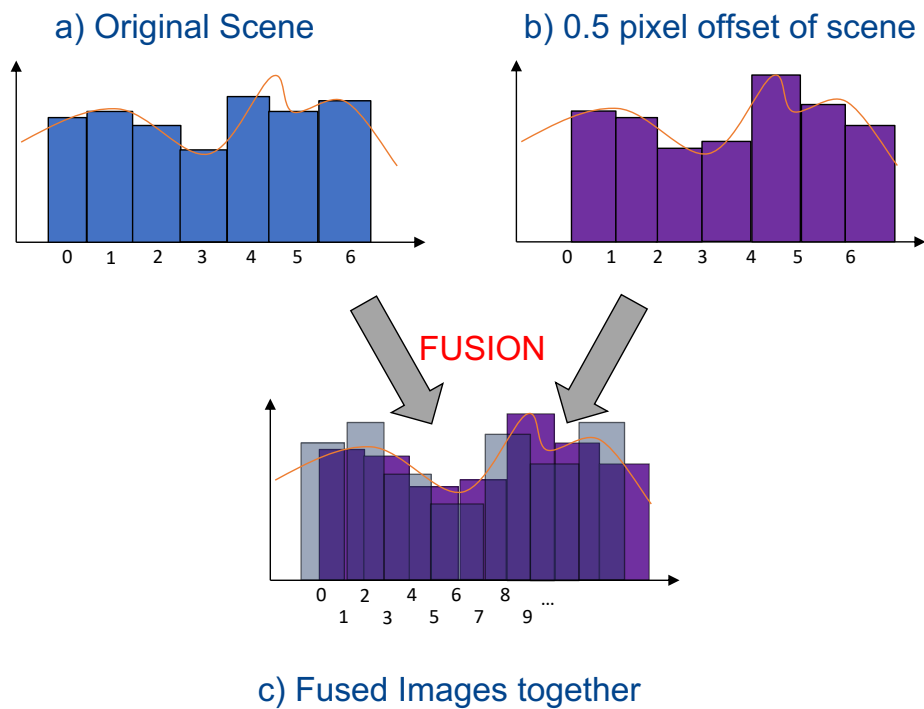 a) Original Scene
b) 0.5 pixel offset of scene
0 1 2 3 4 5 6
0 1 2 3 4 5 6
FUSION
0 2 4 6 8 ...
1 3 5 7 9
c) Fused Images together